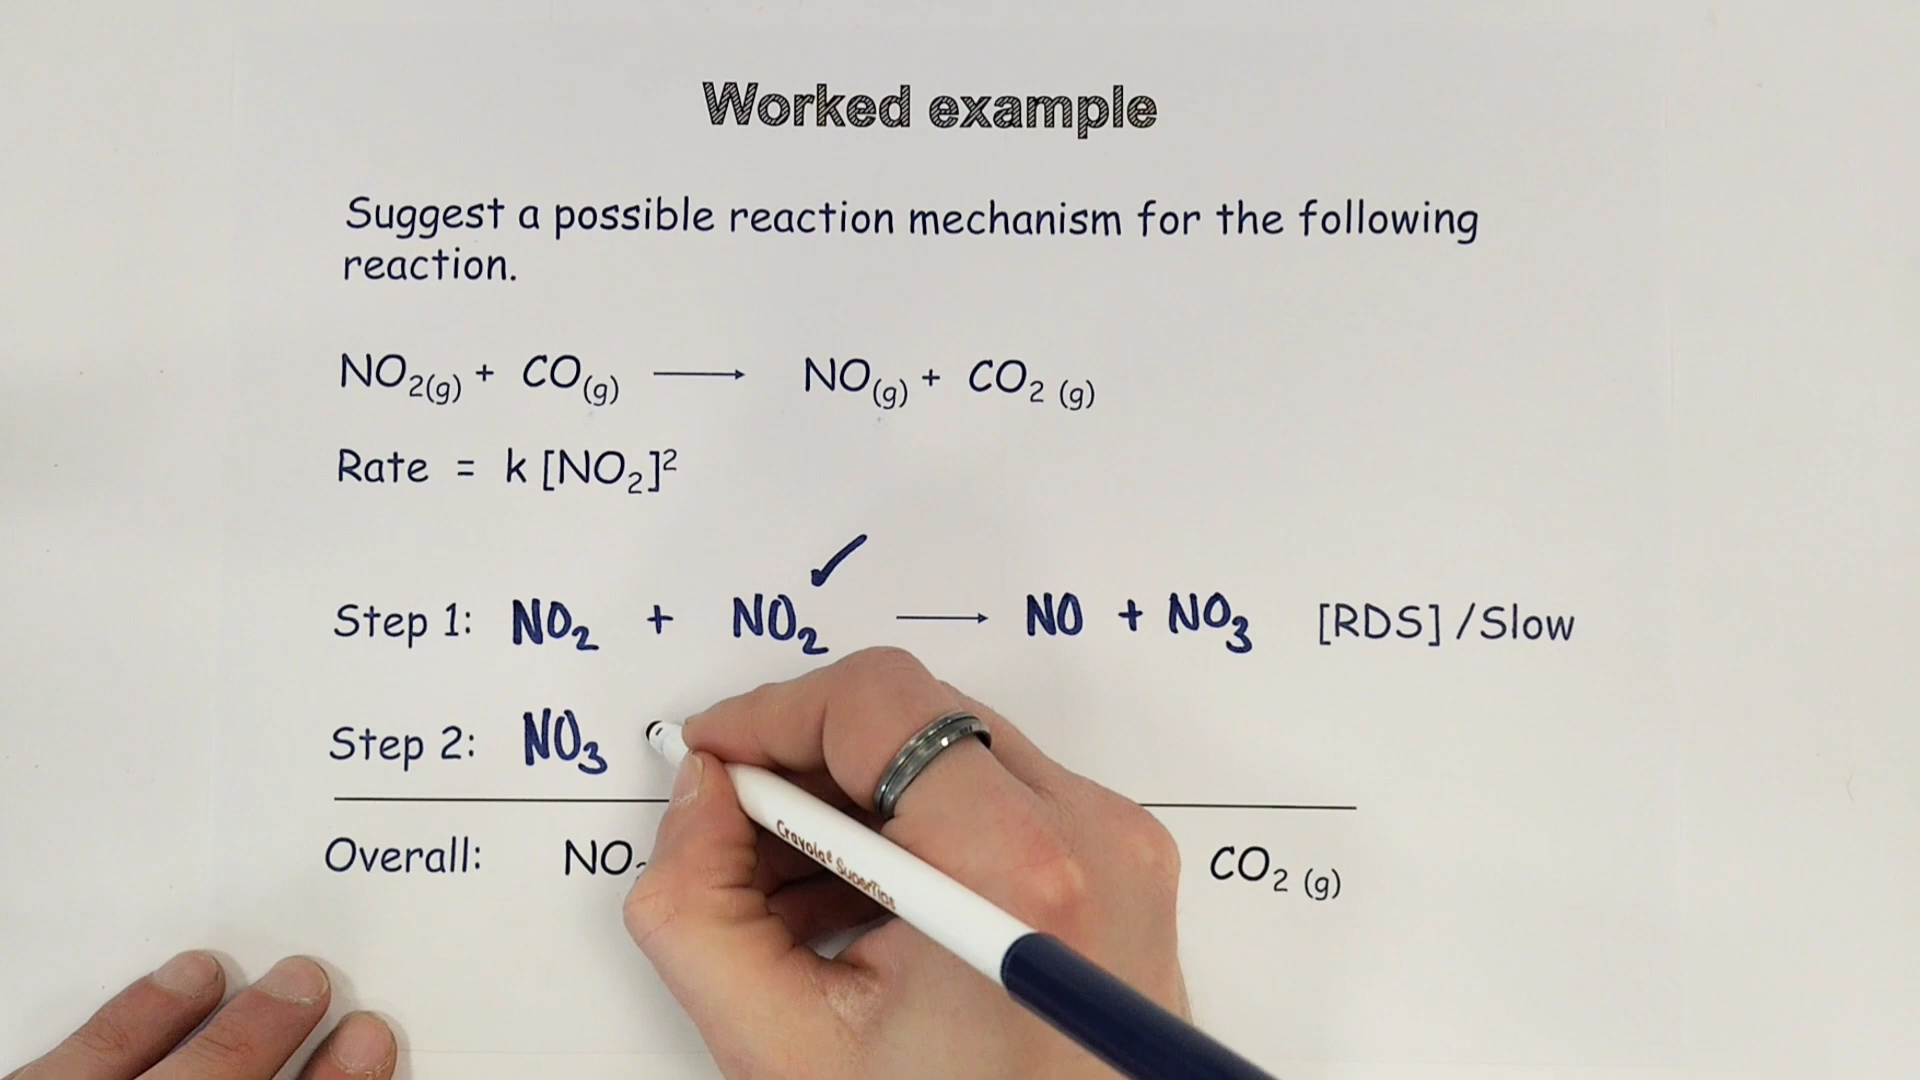 Worked example
Suggest a possible reaction mechanism for the following
reaction.
NO₂(g) + CO(g) ⟶ NO(g) + CO₂ (g)
Rate = k [NO₂]²
✓
Step 1: NO₂ + NO₂ ⟶ NO + NO₃ [RDS] /Slow
Step 2: NO₃
Crayola® SuperTips
Overall: NO₂ CO₂ (g)